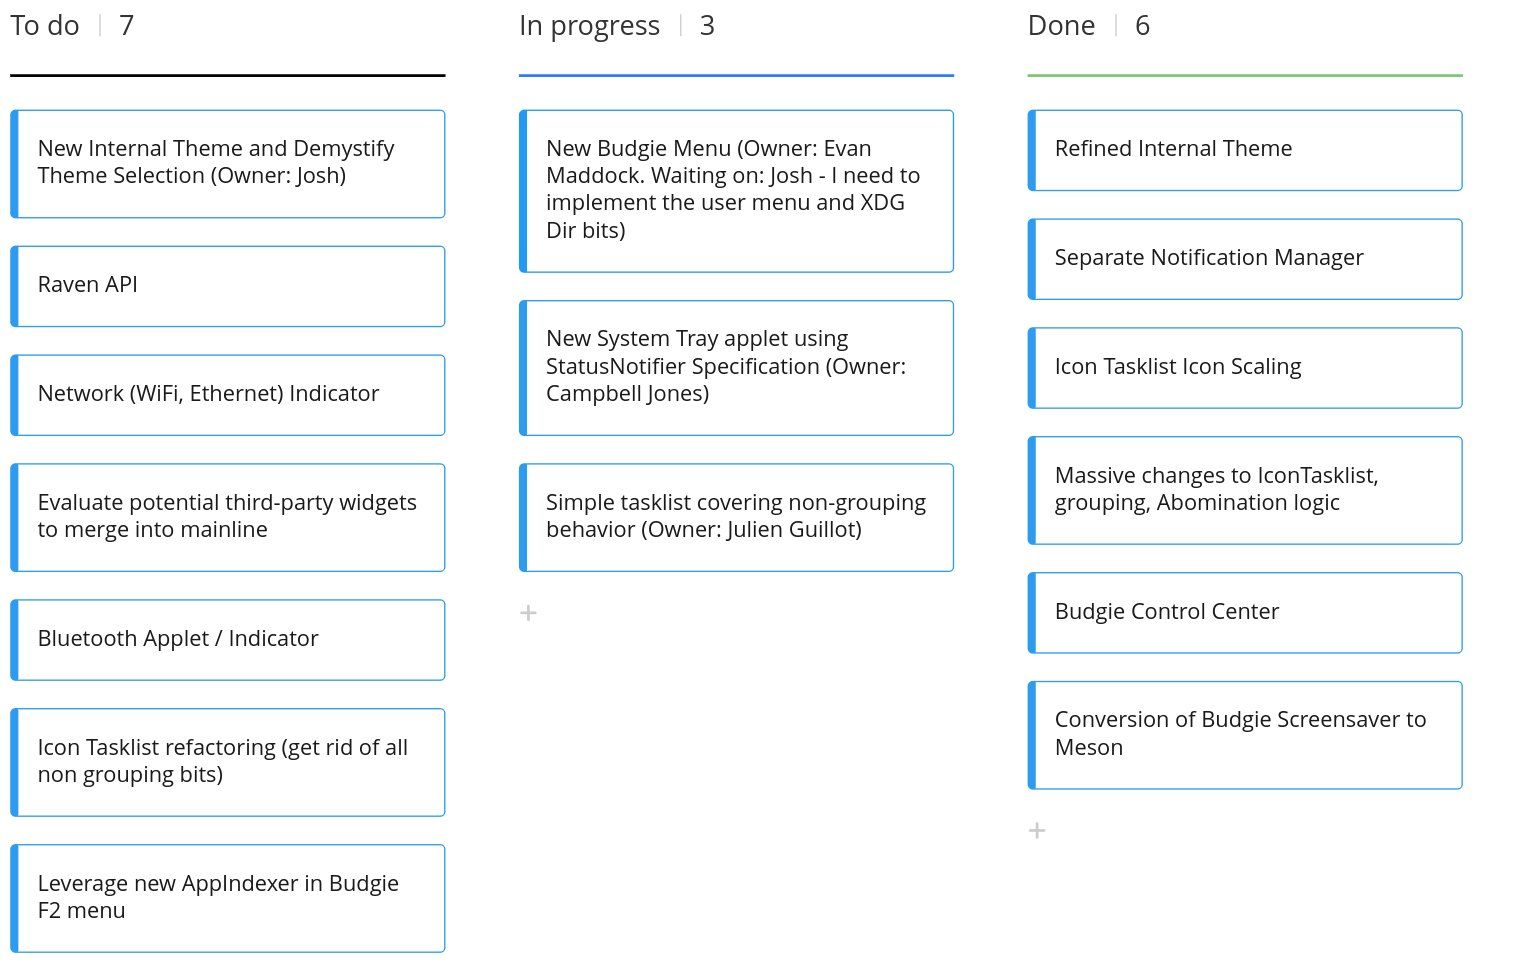 To do | 7
New Internal Theme and Demystify
Theme Selection (Owner: Josh)
Raven API
Network (WiFi, Ethernet) Indicator
Evaluate potential third-party widgets
to merge into mainline
Bluetooth Applet / Indicator
Icon Tasklist refactoring (get rid of all
non grouping bits)
Leverage new AppIndexer in Budgie
F2 menu
In progress | 3
New Budgie Menu (Owner: Evan
Maddock. Waiting on: Josh - I need to
implement the user menu and XDG
Dir bits)
New System Tray applet using
StatusNotifier Specification (Owner:
Campbell Jones)
Simple tasklist covering non-grouping
behavior (Owner: Julien Guillot)
+
Done | 6
Refined Internal Theme
Separate Notification Manager
Icon Tasklist Icon Scaling
Massive changes to IconTasklist,
grouping, Abomination logic
Budgie Control Center
Conversion of Budgie Screensaver to
Meson
+